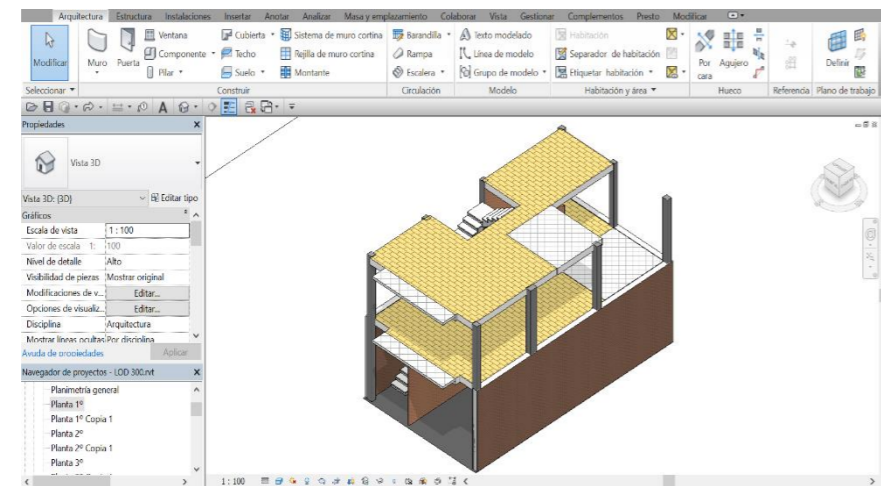 Arquitectura Estructura Instalaciones Insertar Anotar Analizar Masa y emplazamiento Colaborar Vista Gestionar Complementos Presto Modificar
Ventana Cubierta Sistema de muro cortina Barandilla Texto modelado Habitación
Modificar Muro Puerta Componente Techo Rejilla de muro cortina Rampa Línea de modelo Separador de habitación Por cara Agujero Definir
Pilar Suelo Montante Escalera Grupo de modelo Etiquetar habitación
Seleccionar Construir Circulación Modelo Habitación y área Hueco Referencia Plano de trabajo
Propiedades X
Vista 3D
Vista 3D: {3D} Editar tipo
Gráficos
Escala de vista 1 : 100
Valor de escala 1: 100
Nivel de detalle Alto
Visibilidad de piezas Mostrar original
Modificaciones de v... Editar...
Opciones de visualiz... Editar...
Disciplina Arquitectura
Mostrar líneas ocultas Por disciplina
Ayuda de propiedades Aplicar
Navegador de proyectos - LOD 300.rvt X
Planimetría general
Planta 1º
Planta 1º Copia 1
Planta 2º
Planta 2º Copia 1
Planta 3º
1 : 100